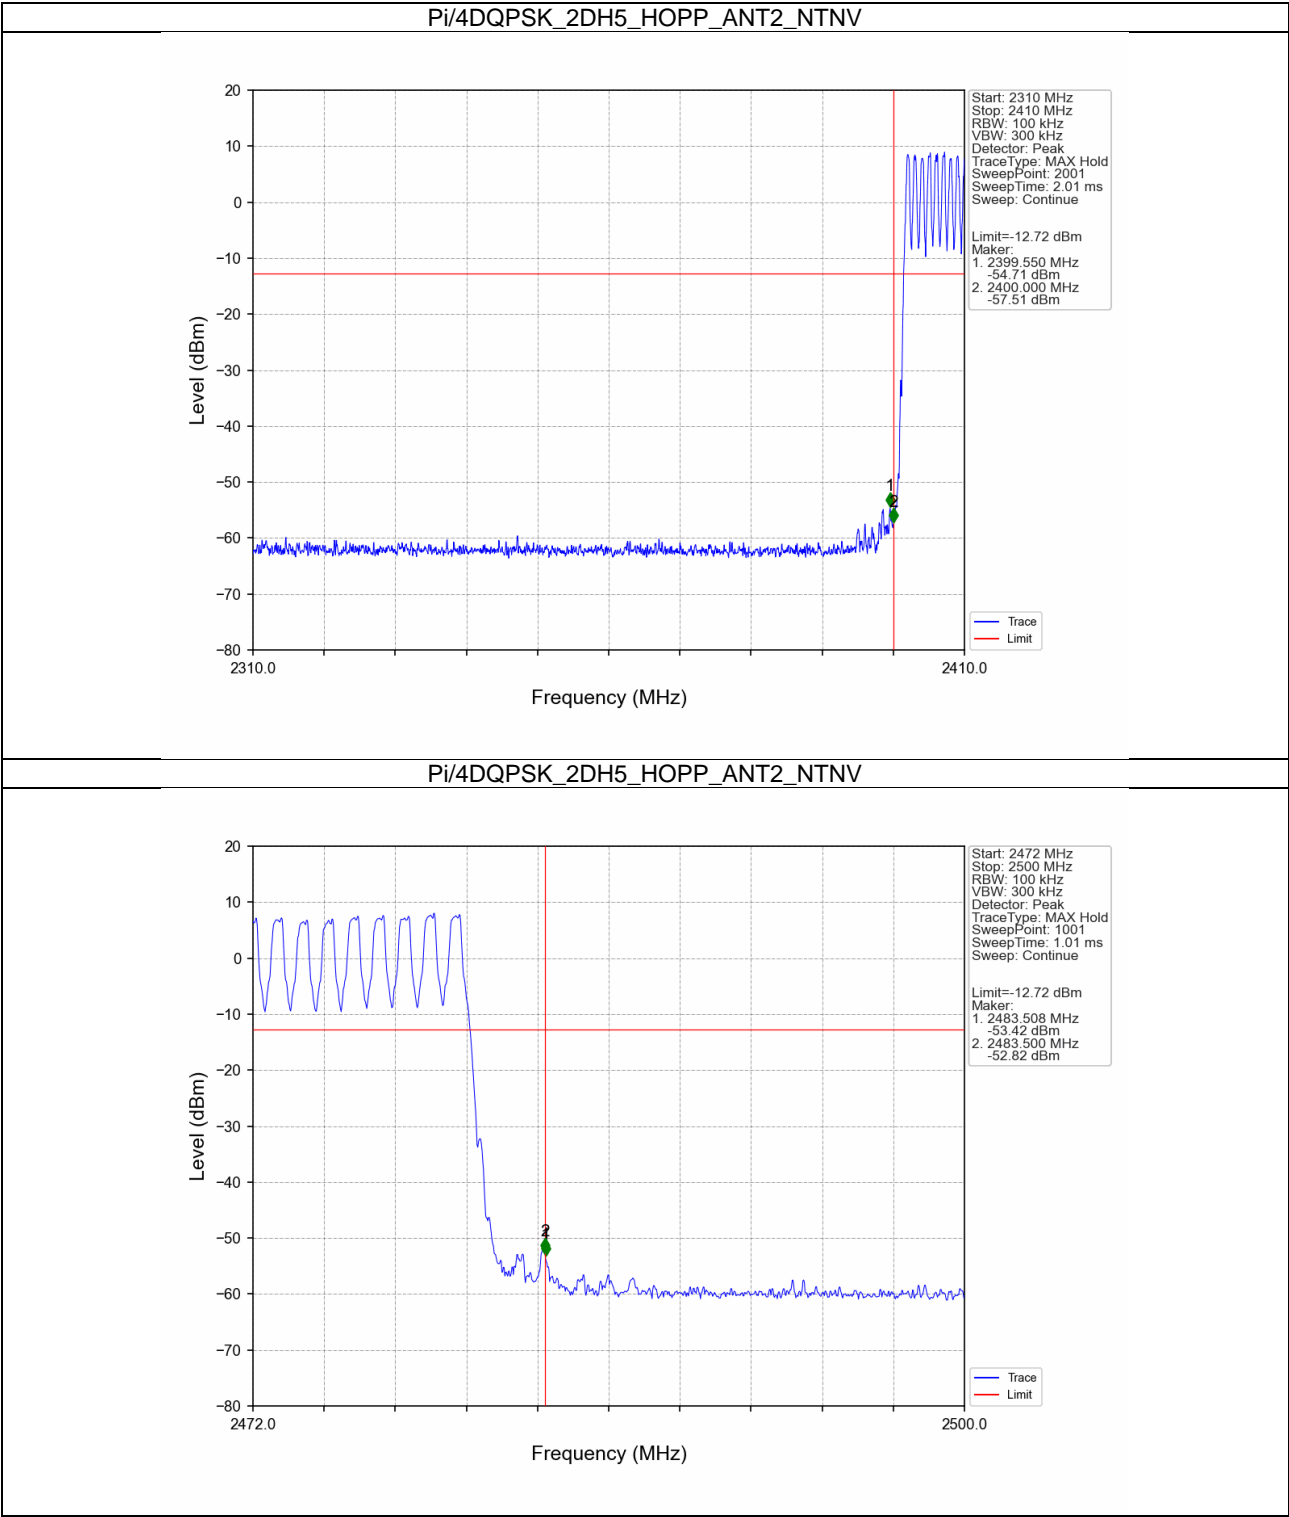 Pi/4DQPSK_2DH5_HOPP_ANT2_NTNV
20
10
0
−10
−20
−30
−40
−50
−60
−70
−80
Level (dBm)
2310.0
2410.0
Frequency (MHz)
1
2
Start: 2310 MHz
Stop: 2410 MHz
RBW: 100 kHz
VBW: 300 kHz
Detector: Peak
TraceType: MAX Hold
SweepPoint: 2001
SweepTime: 2.01 ms
Sweep: Continue
Limit=-12.72 dBm
Maker:
1. 2399.550 MHz
-54.71 dBm
2. 2400.000 MHz
-57.51 dBm
Trace
Limit
Pi/4DQPSK_2DH5_HOPP_ANT2_NTNV
20
10
0
−10
−20
−30
−40
−50
−60
−70
−80
Level (dBm)
2472.0
2500.0
Frequency (MHz)
2
Start: 2472 MHz
Stop: 2500 MHz
RBW: 100 kHz
VBW: 300 kHz
Detector: Peak
TraceType: MAX Hold
SweepPoint: 1001
SweepTime: 1.01 ms
Sweep: Continue
Limit=-12.72 dBm
Maker:
1. 2483.508 MHz
-53.42 dBm
2. 2483.500 MHz
-52.82 dBm
Trace
Limit